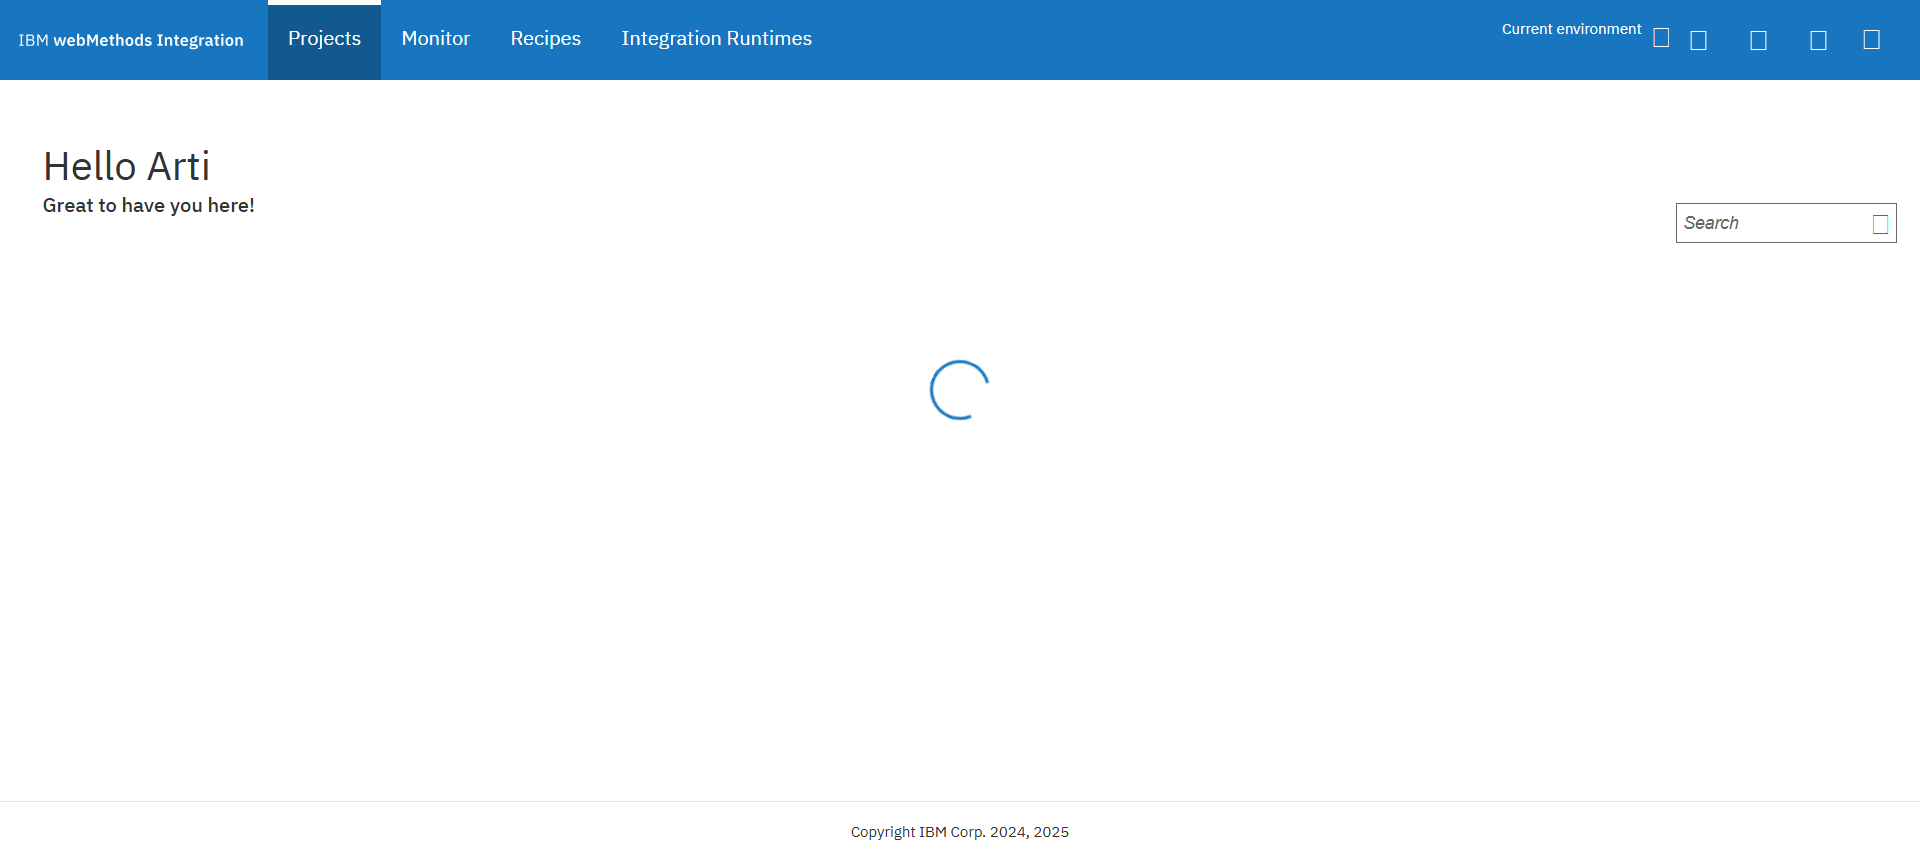 IBM webMethods Integration
Projects
Monitor
Recipes
Integration Runtimes
Current environment
Hello Arti
Great to have you here!
Search
Copyright IBM Corp. 2024, 2025